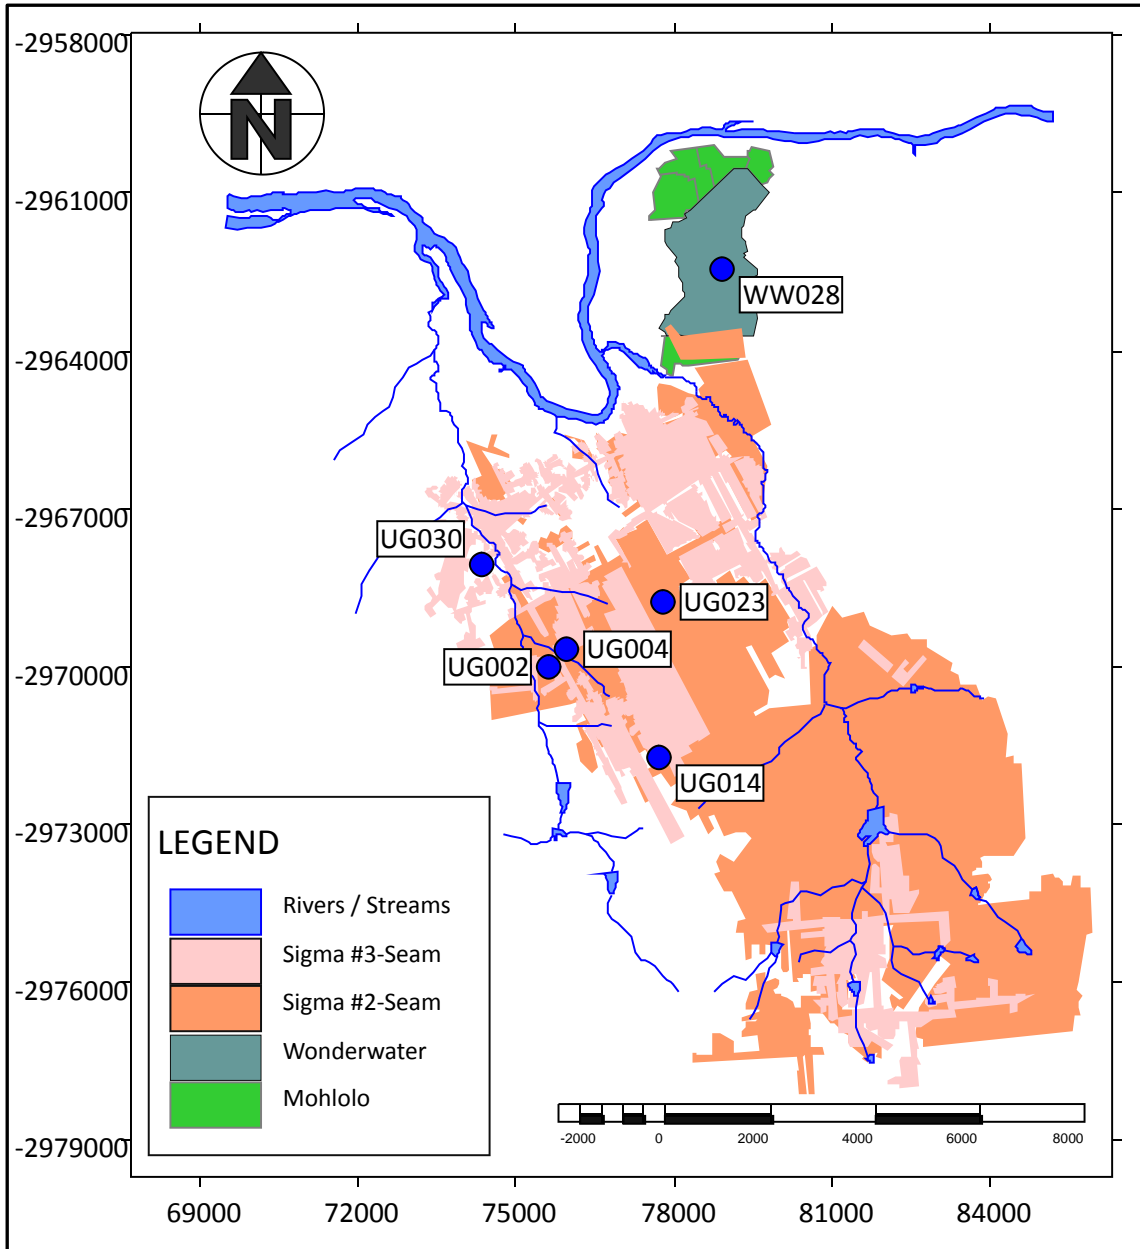 -2958000
N
-2961000
WW028
-2964000
-2967000
UG030
UG023
UG004
UG002
-2970000
UG014
-2973000
LEGEND
Rivers / Streams
Sigma #3-Seam
Sigma #2-Seam
Wonderwater
Mohlolo
-2976000
-2979000
-2000 0 2000 4000 6000 8000
69000 72000 75000 78000 81000 84000